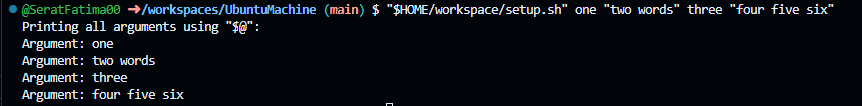 @SeratFatima00 ➜/workspaces/UbuntuMachine (main) $ "$HOME/workspace/setup.sh" one "two words" three "four five six"
Printing all arguments using "$@":
Argument: one
Argument: two words
Argument: three
Argument: four five six